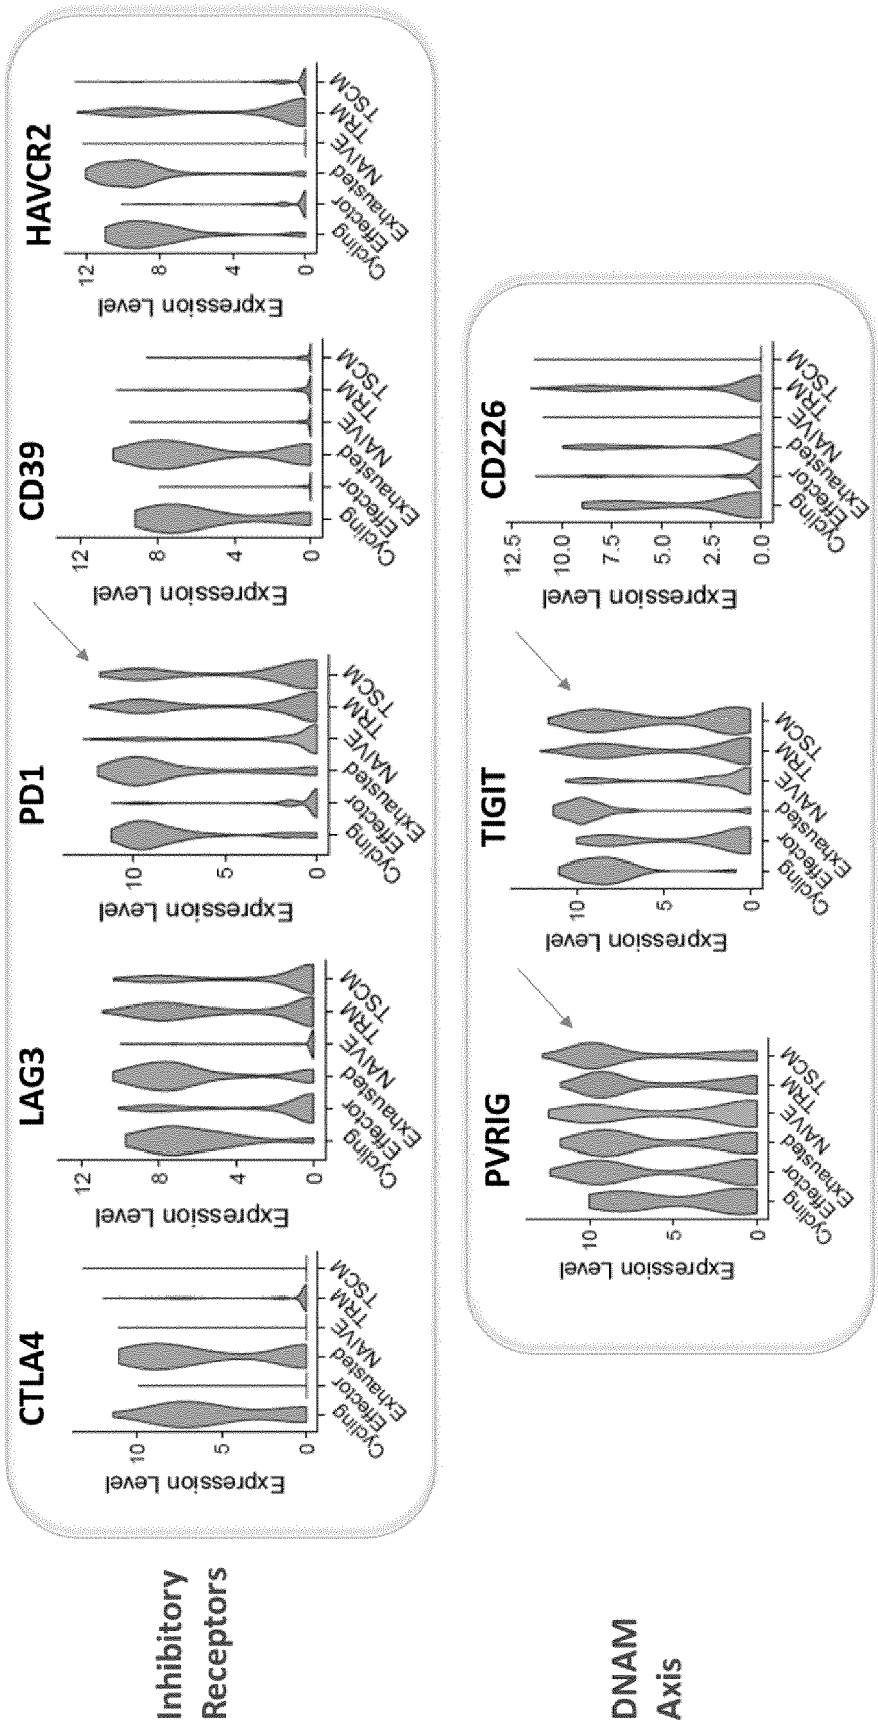 Inhibitory
Receptors
CTLA4
Expression Level
10
5
0
Cycling
Effector
Exhausted
NAIVE
TRM
TSCM
LAG3
Expression Level
12
8
4
0
Cycling
Effector
Exhausted
NAIVE
TRM
TSCM
PD1
Expression Level
10
5
0
Cycling
Effector
Exhausted
NAIVE
TRM
TSCM
CD39
Expression Level
12
8
4
0
Cycling
Effector
Exhausted
NAIVE
TRM
TSCM
HAVCR2
Expression Level
12
8
4
0
Cycling
Effector
Exhausted
NAIVE
TRM
TSCM
DNAM
Axis
PVRIG
Expression Level
10
5
0
Cycling
Effector
Exhausted
NAIVE
TRM
TSCM
TIGIT
Expression Level
10
5
0
Cycling
Effector
Exhausted
NAIVE
TRM
TSCM
CD226
Expression Level
12.5
10.0
7.5
5.0
2.5
0.0
Cycling
Effector
Exhausted
NAIVE
TRM
TSCM